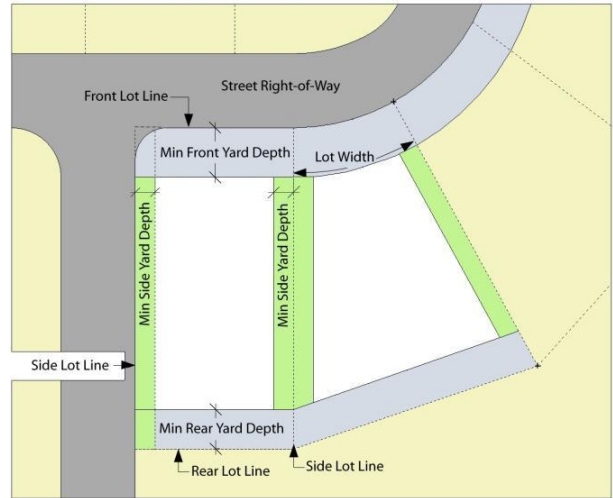 Street Right-of-Way
Front Lot Line
Min Front Yard Depth
Lot Width
Min Side Yard Depth
Min Side Yard Depth
Side Lot Line
Min Rear Yard Depth
Rear Lot Line
Side Lot Line